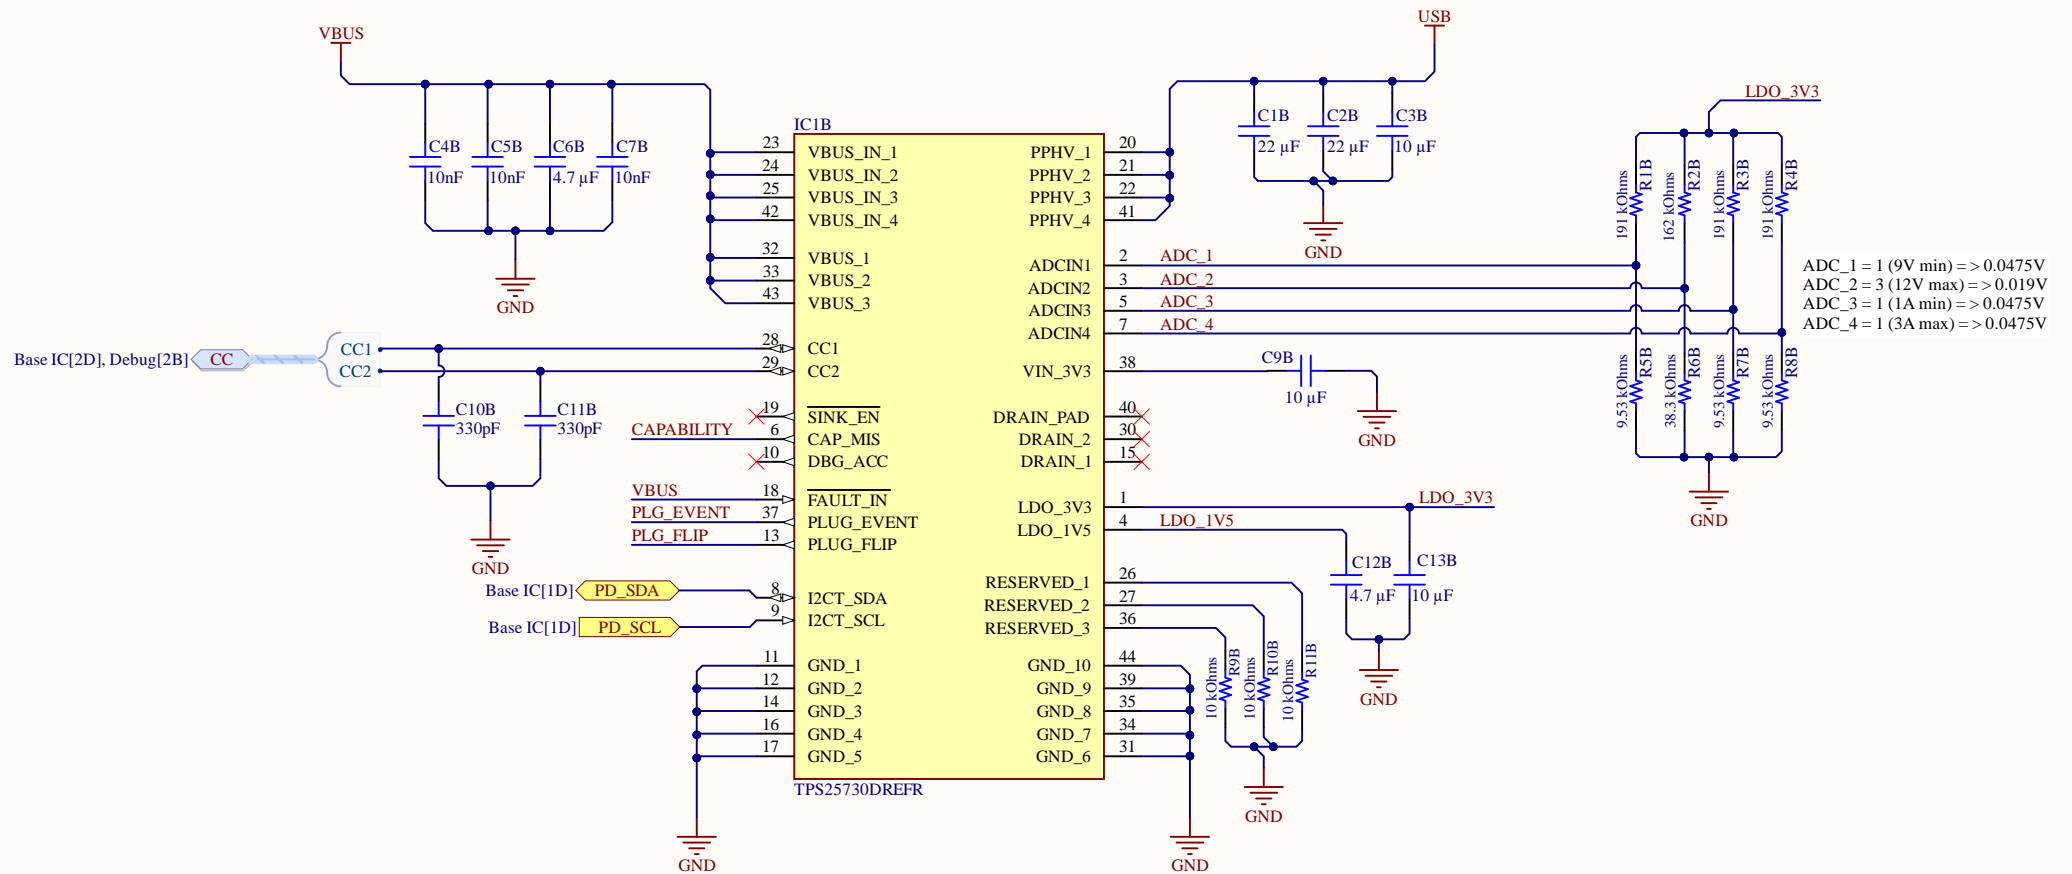 VBUS
USB
LDO_3V3
IC1B
C4B
10nF
C5B
10nF
C6B
4.7 µF
C7B
10nF
C1B
22 µF
C2B
22 µF
C3B
10 µF
GND
GND
23 VBUS_IN_1
24 VBUS_IN_2
25 VBUS_IN_3
42 VBUS_IN_4
32 VBUS_1
33 VBUS_2
43 VBUS_3
28 CC1
29 CC2
19 SINK_EN
6 CAP_MIS
10 DBG_ACC
18 FAULT_IN
37 PLUG_EVENT
13 PLUG_FLIP
8 I2CT_SDA
9 I2CT_SCL
11 GND_1
12 GND_2
14 GND_3
16 GND_4
17 GND_5
PPHV_1 20
PPHV_2 21
PPHV_3 22
PPHV_4 41
ADCIN1 2 ADC_1
ADCIN2 3 ADC_2
ADCIN3 5 ADC_3
ADCIN4 7 ADC_4
VIN_3V3 38
DRAIN_PAD 40
DRAIN_2 30
DRAIN_1 15
LDO_3V3 1 LDO_3V3
LDO_1V5 4 LDO_1V5
RESERVED_1 26
RESERVED_2 27
RESERVED_3 36
GND_10 44
GND_9 39
GND_8 35
GND_7 34
GND_6 31
TPS25730DREFR
Base IC[2D], Debug[2B] CC
CC1
CC2
C10B
330pF
C11B
330pF
GND
CAPABILITY
VBUS
PLG_EVENT
PLG_FLIP
Base IC[1D] PD_SDA
Base IC[1D] PD_SCL
GND
GND
C9B
10 µF
GND
C12B
4.7 µF
C13B
10 µF
GND
R9B
10 kOhms
R10B
10 kOhms
R11B
10 kOhms
GND
R1B
191 kOhms
R2B
162 kOhms
R3B
191 kOhms
R4B
191 kOhms
R5B
9.53 kOhms
R6B
38.3 kOhms
R7B
9.53 kOhms
R8B
9.53 kOhms
GND
ADC_1 = 1 (9V min) => 0.0475V
ADC_2 = 3 (12V max) => 0.019V
ADC_3 = 1 (1A min) => 0.0475V
ADC_4 = 1 (3A max) => 0.0475V